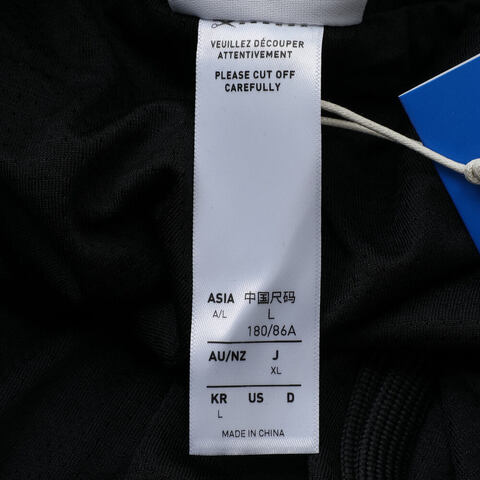 VEUILLEZ DÉCOUPER
ATTENTIVEMENT
PLEASE CUT OFF
CAREFULLY
ASIA 中国尺码
A/L L
180/86A
AU/NZ J
XL
KR US D
L
MADE IN CHINA